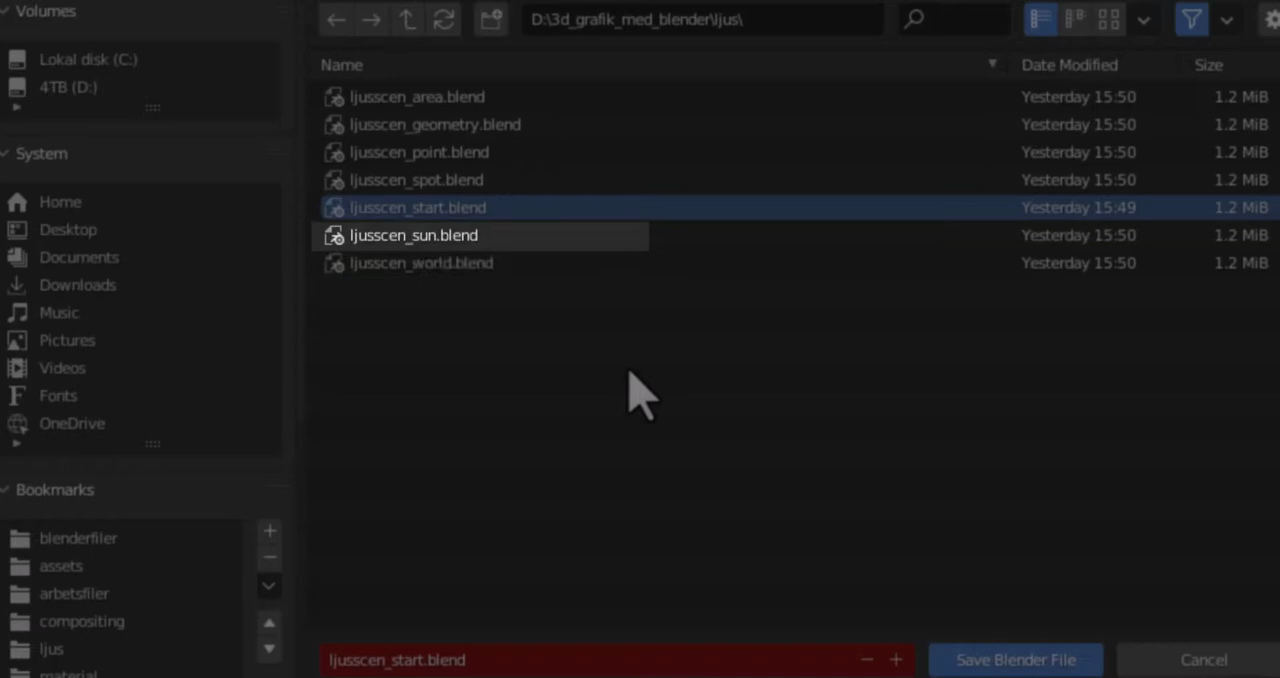 Volumes
Lokal disk (C:)
4TB (D:)
System
Home
Desktop
Documents
Downloads
Music
Pictures
Videos
Fonts
OneDrive
Bookmarks
blenderfiler
assets
arbetsfiler
compositing
ljus
material
D:\3d_grafik_med_blender\ljus\
Name Date Modified Size
ljusscen_area.blend Yesterday 15:50 1.2 MiB
ljusscen_geometry.blend Yesterday 15:50 1.2 MiB
ljusscen_point.blend Yesterday 15:50 1.2 MiB
ljusscen_spot.blend Yesterday 15:50 1.2 MiB
ljusscen_start.blend Yesterday 15:49 1.2 MiB
ljusscen_sun.blend Yesterday 15:50 1.2 MiB
ljusscen_world.blend Yesterday 15:50 1.2 MiB
ljusscen_start.blend
Save Blender File
Cancel